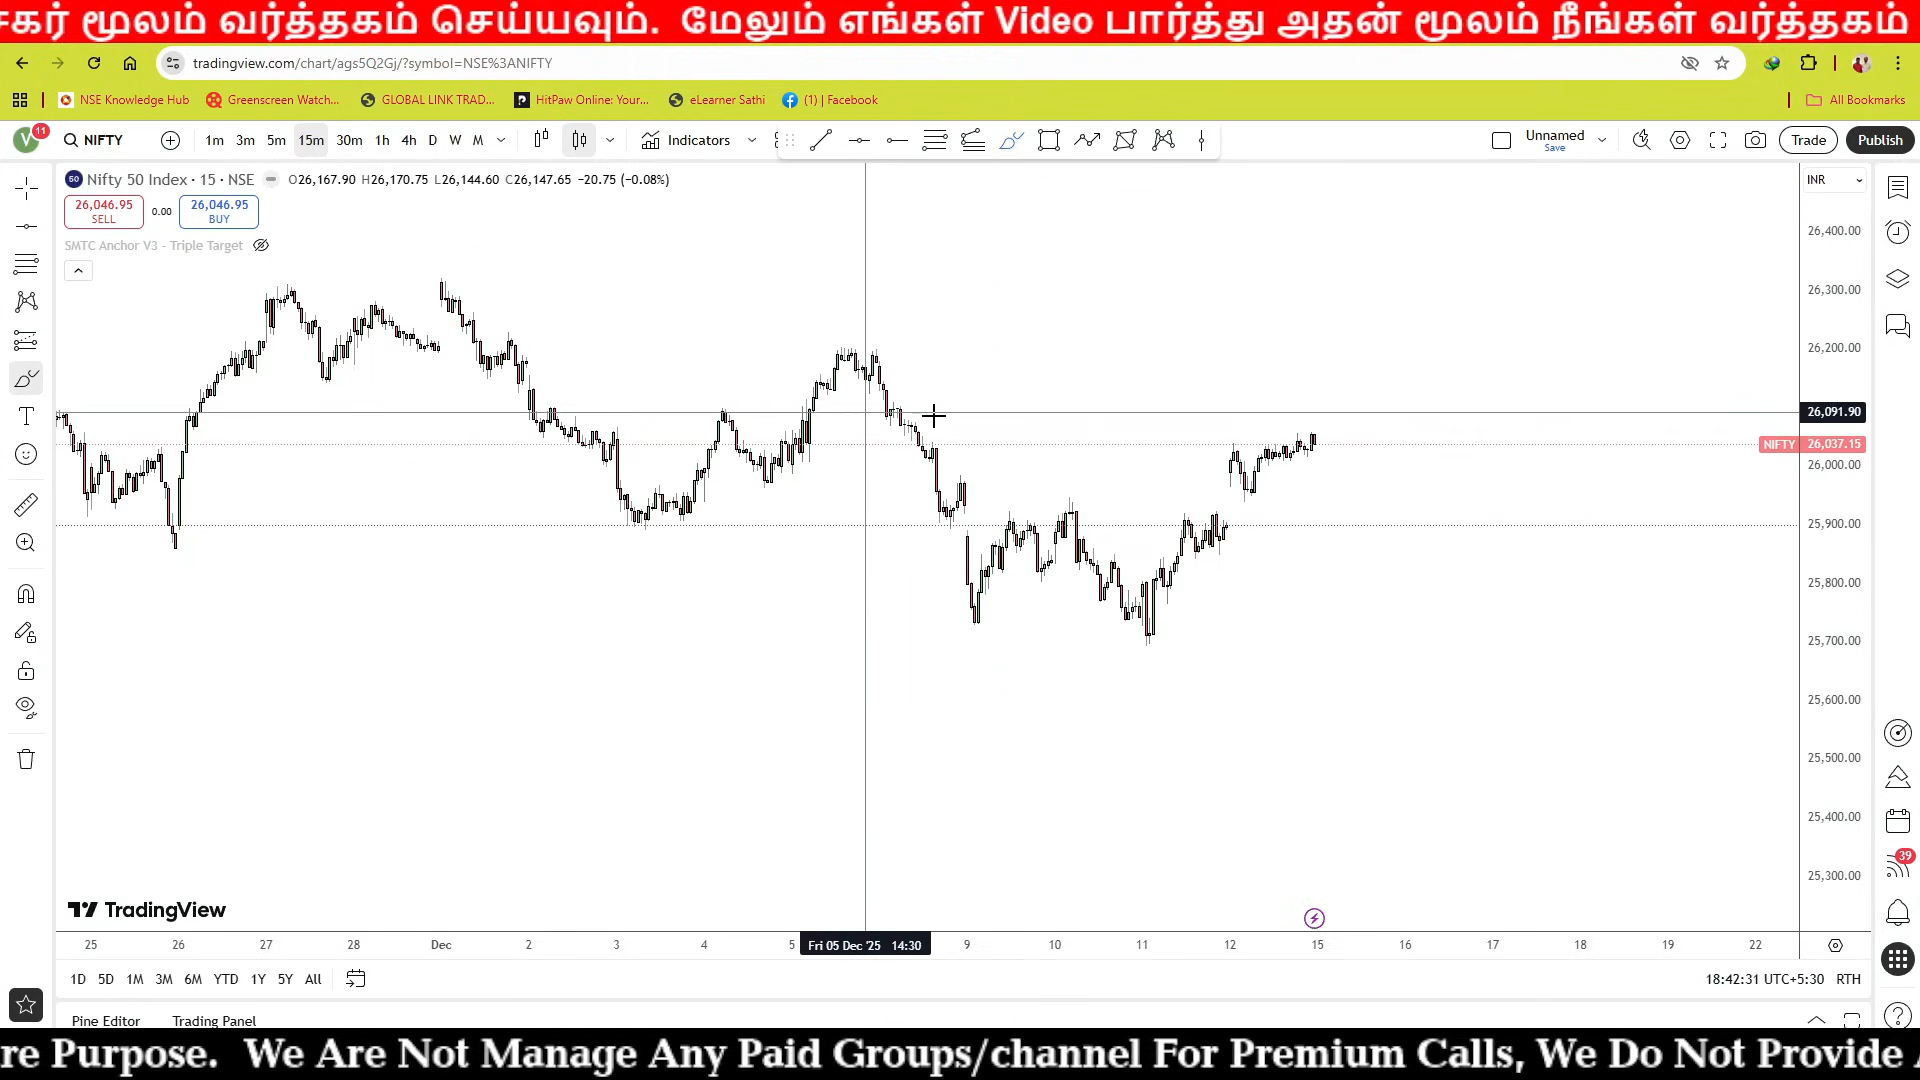 சகர் மூலம் வர்த்தகம் செய்யவும். மேலும் எங்கள் Video பார்த்து அதன் மூலம் நீங்கள் வர்த்தகம்
tradingview.com/chart/ags5Q2Gj/?symbol=NSE%3ANIFTY
NSE Knowledge Hub Greenscreen Watch... GLOBAL LINK TRAD... HitPaw Online: Your... eLearner Sathi (1) | Facebook All Bookmarks
V 11 NIFTY 1m 3m 5m 15m 30m 1h 4h D W M Indicators Unnamed Save Trade Publish
50 Nifty 50 Index · 15 · NSE O26,167.90 H26,170.75 L26,144.60 C26,147.65 −20.75 (−0.08%) INR
26,046.95 0.00 26,046.95
SELL BUY
SMTC Anchor V3 - Triple Target
26,400.00
26,300.00
26,200.00
26,091.90
NIFTY 26,037.15
26,000.00
25,900.00
25,800.00
25,700.00
25,600.00
25,500.00
25,400.00
39
25,300.00
TradingView
25 26 27 28 Dec 2 3 4 5 Fri 05 Dec '25 14:30 9 10 11 12 15 16 17 18 19 22
1D 5D 1M 3M 6M YTD 1Y 5Y All 18:42:31 UTC+5:30 RTH
Pine Editor Trading Panel
re Purpose. We Are Not Manage Any Paid Groups/channel For Premium Calls, We Do Not Provide